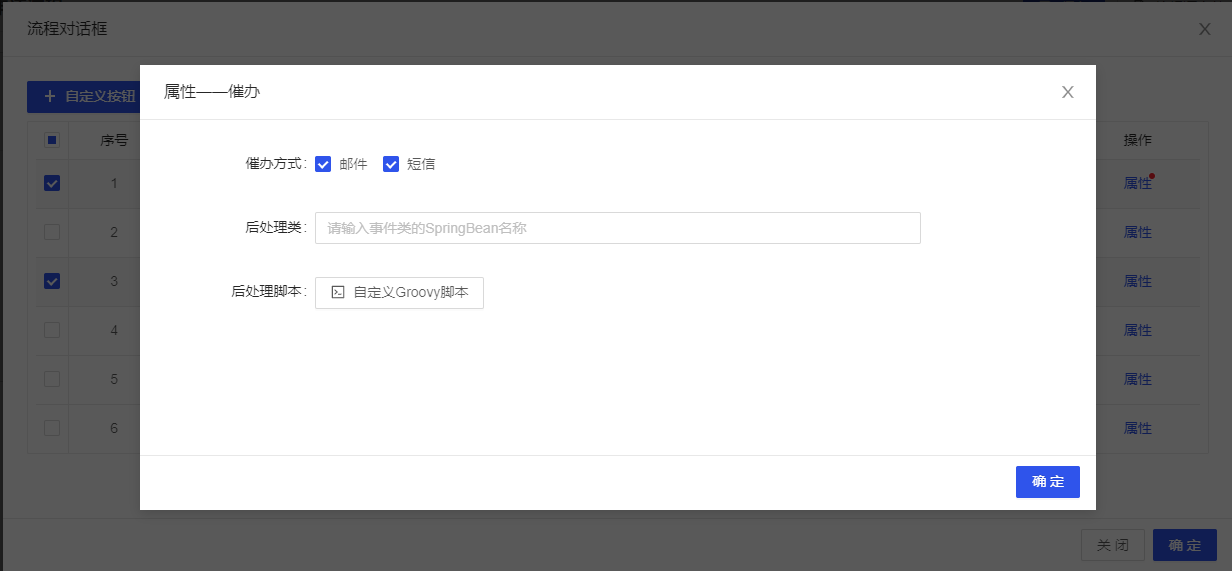 流程对话框
自定义按钮
序号
操作
1
属性
2
属性
3
属性
4
属性
5
属性
6
属性
属性——催办
催办方式:
邮件
短信
后处理类:
请输入事件类的SpringBean名称
后处理脚本:
自定义Groovy脚本
确 定
关 闭
确 定